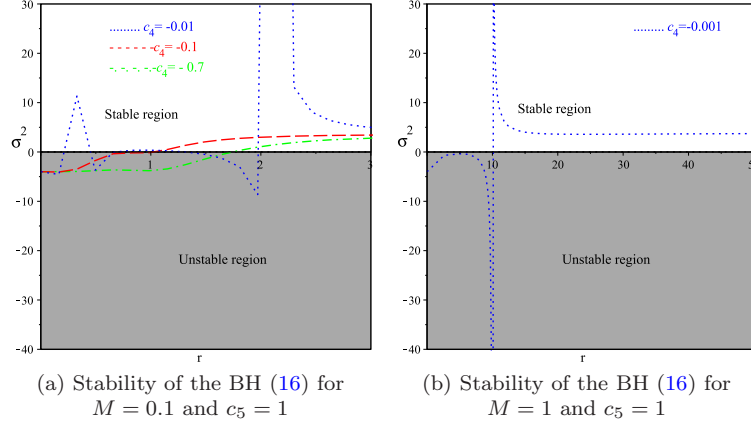 30
20
10
0
−10
−20
−30
−40
σ²
1
2
3
r
c₄= -0.01
c₄= -0.1
c₄= - 0.7
Stable region
Unstable region
(a) Stability of the BH (16) for
M = 0.1 and c₅ = 1
30
20
10
0
−10
−20
−30
−40
σ²
10
20
30
40
5
r
c₄= -0.001
Stable region
Unstable region
(b) Stability of the BH (16) for
M = 1 and c₅ = 1